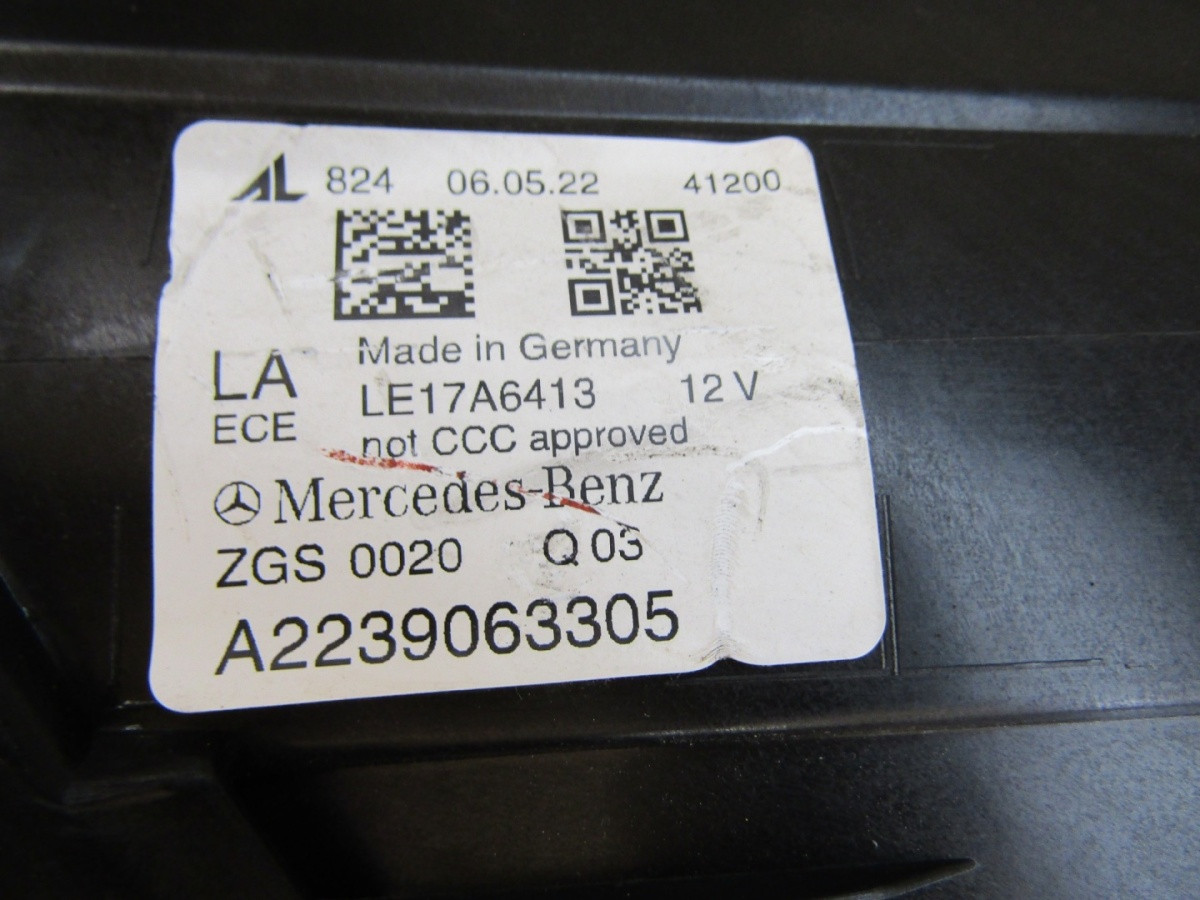 AL 824 06.05.22 41200
Made in Germany
LA LE17A6413 12 V
ECE not CCC approved
Mercedes-Benz
ZGS 0020 Q 03
A2239063305